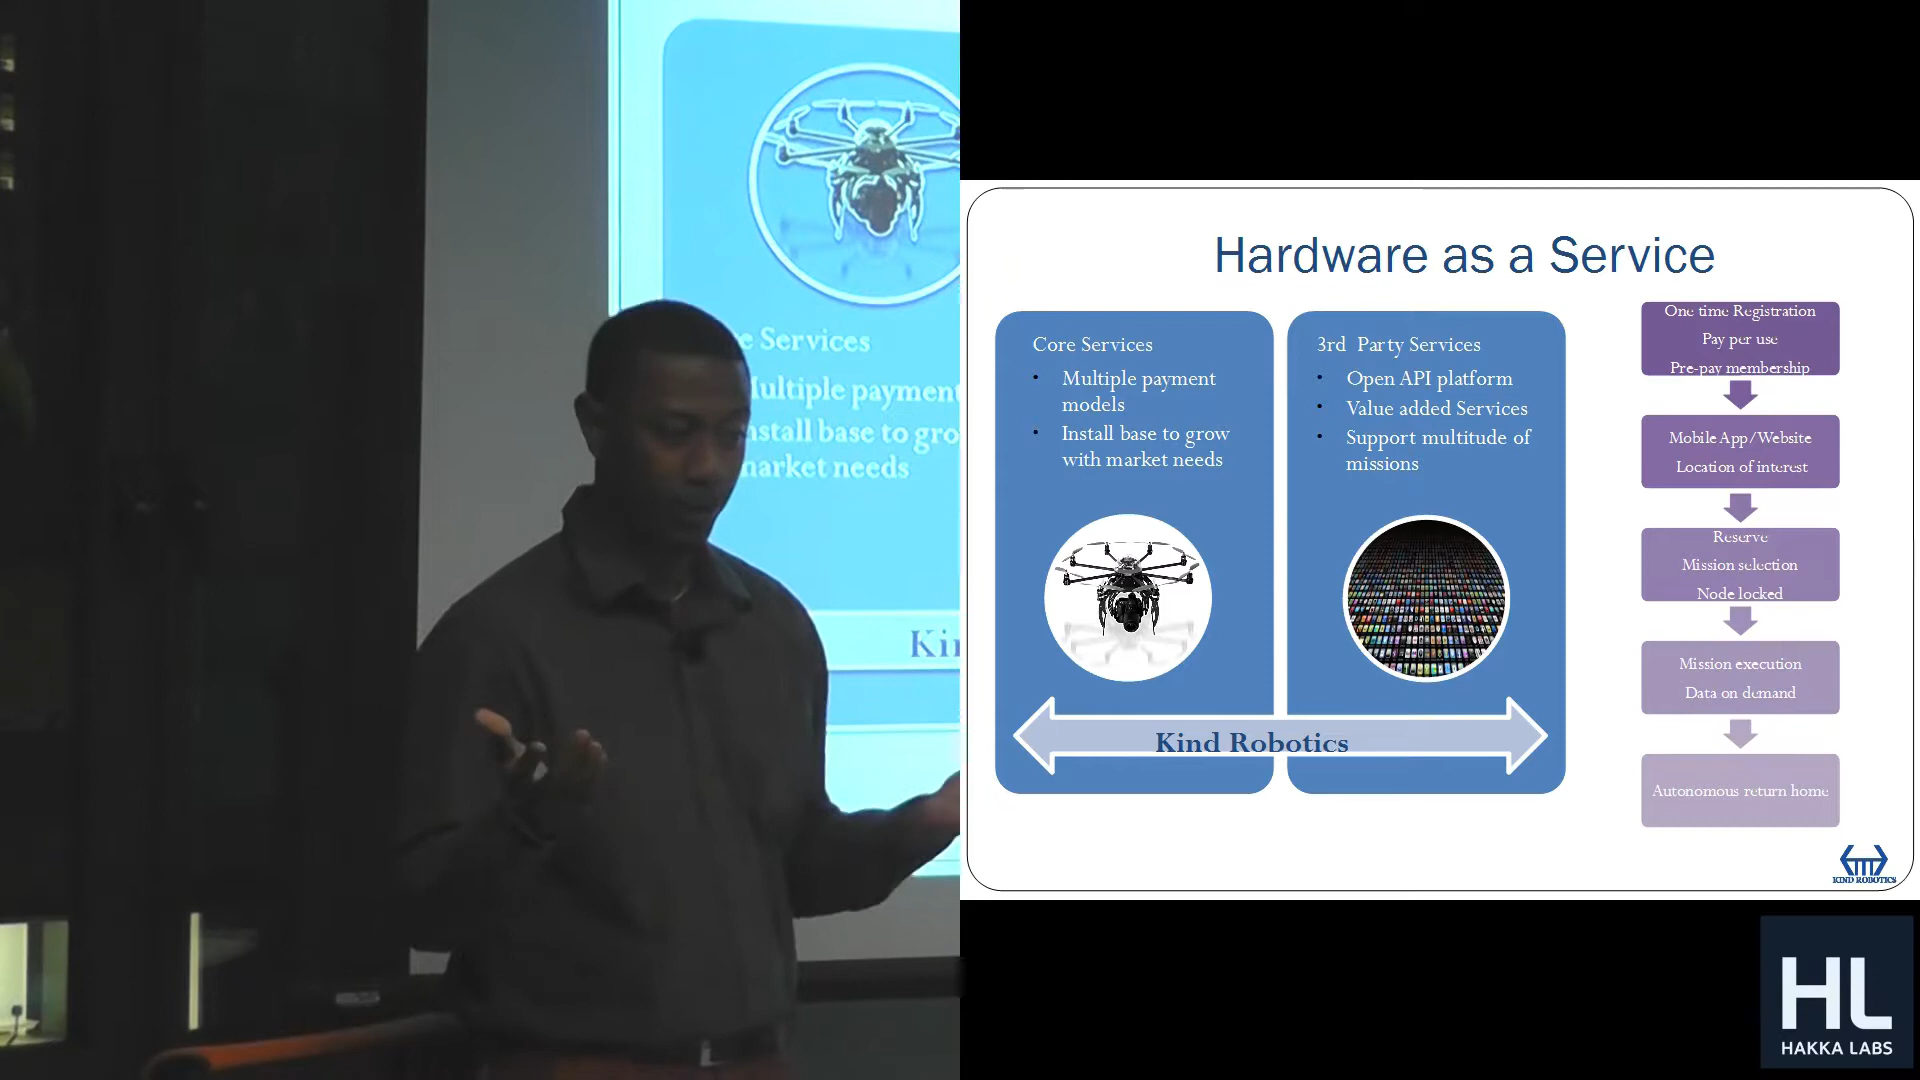 e Services
ultiple payment
nstall base to gro
market needs
Ki
Hardware as a Service
Core Services
• Multiple payment
models
• Install base to grow
with market needs
3rd Party Services
• Open API platform
• Value added Services
• Support multitude of
missions
Kind Robotics
One time Registration
Pay per use
Pre-pay membership
Mobile App/Website
Location of interest
Reserve
Mission selection
Node locked
Mission execution
Data on demand
Autonomous return home
KIND ROBOTICS
HL
HAKKA LABS